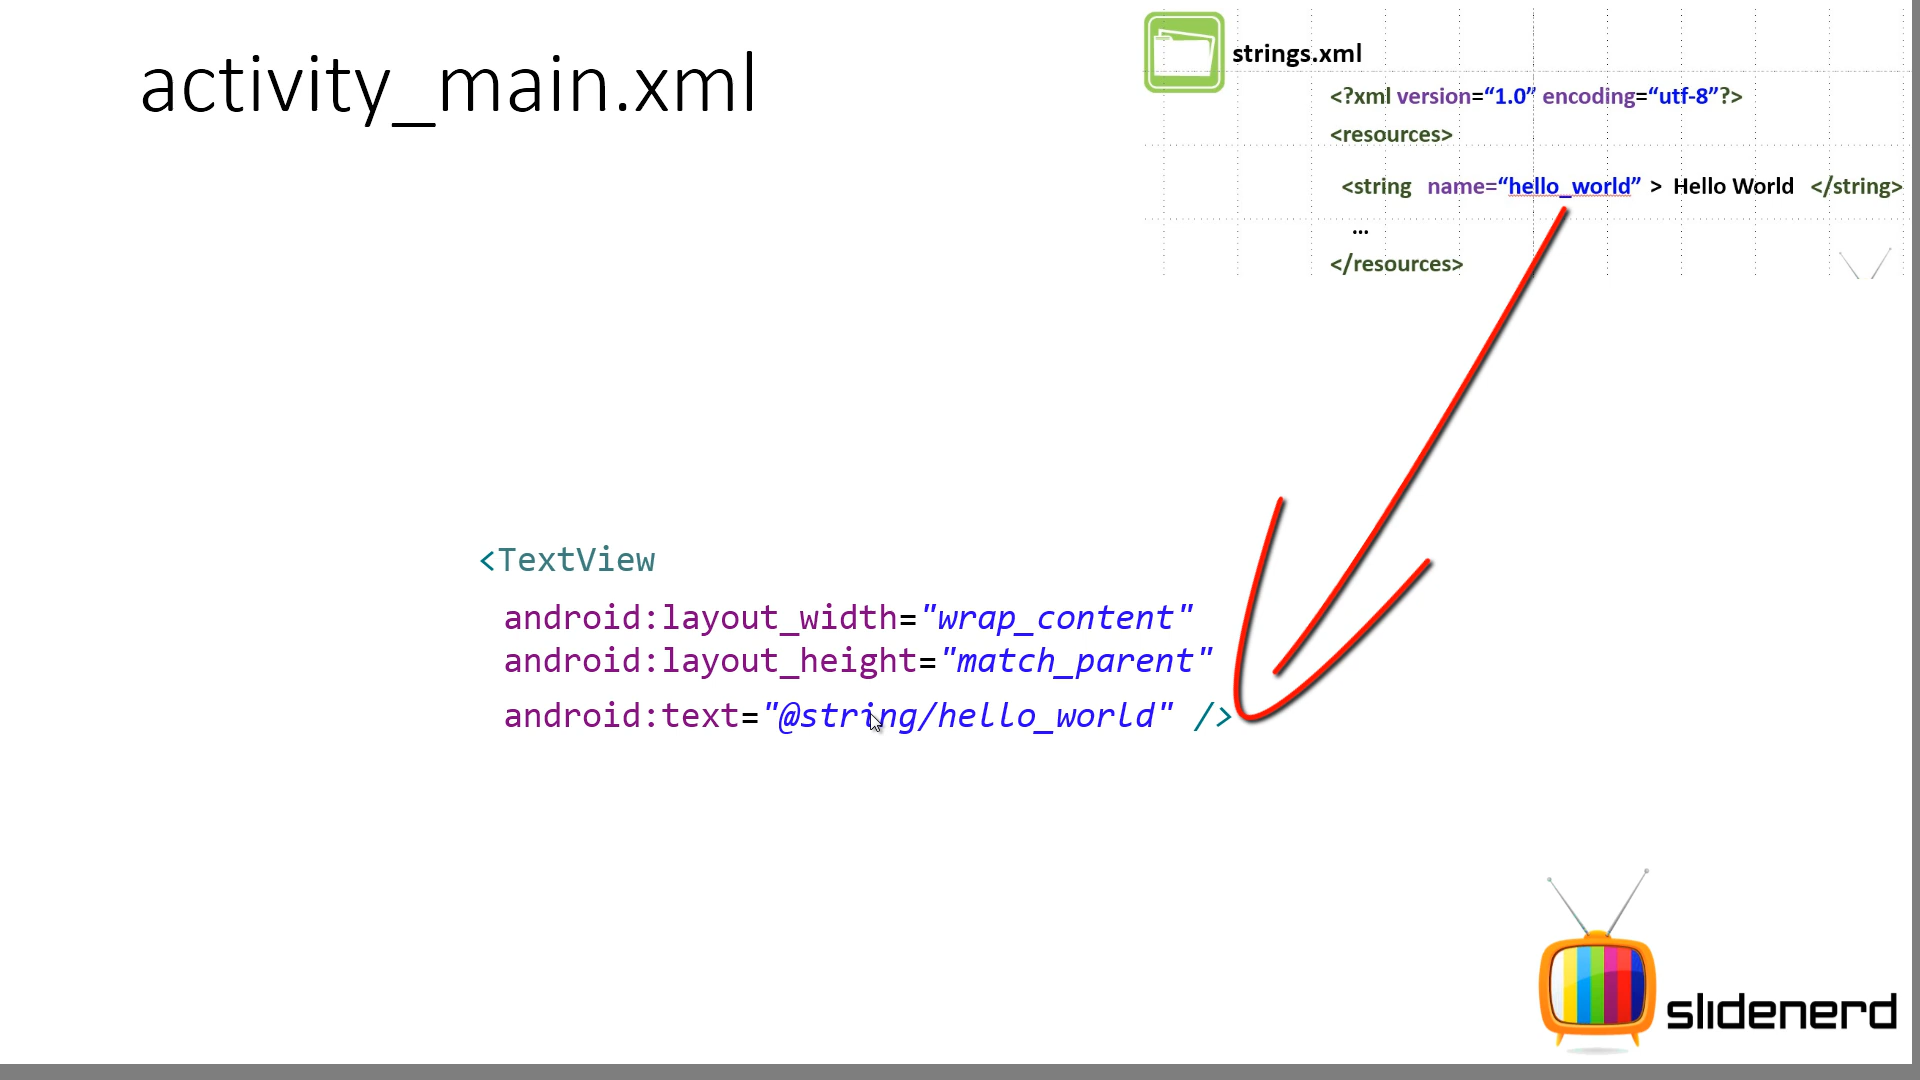 activity_main.xml
strings.xml
<?xml version=“1.0” encoding=“utf-8”?>
<resources>
<string name=“hello_world” > Hello World </string>
...
</resources>
<TextView
android:layout_width="wrap_content"
android:layout_height="match_parent"
android:text="@string/hello_world" />
slidenerd